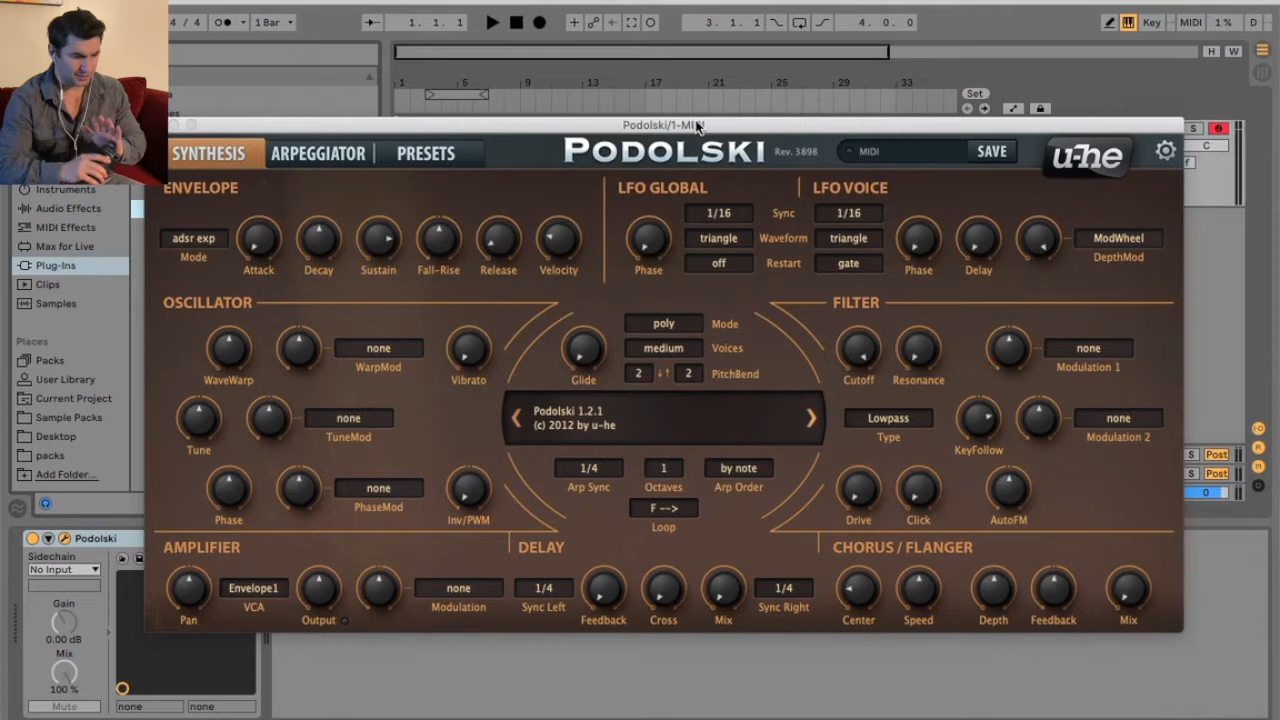 / 4
1 Bar
1. 1. 1
3. 1. 1
4. 0. 0
Key
MIDI
1 %
D
H W
1 5 9 13 17 21 25 29 33
Set
Podolski/1-MIDI
S
C
SYNTHESIS
ARPEGGIATOR
PRESETS
PODOLSKI
Rev. 3898
MIDI
SAVE
u-he
Instruments
Audio Effects
MIDI Effects
Max for Live
Plug-Ins
Clips
Samples
Places
Packs
User Library
Current Project
Sample Packs
Desktop
packs
Add Folder...
ENVELOPE
adsr exp
Mode
Attack
Decay
Sustain
Fall-Rise
Release
Velocity
LFO GLOBAL
LFO VOICE
1/16 Sync 1/16
triangle Waveform triangle
off Restart gate
Phase
Phase
Delay
ModWheel
DepthMod
OSCILLATOR
WaveWarp
none
WarpMod
Vibrato
Tune
none
TuneMod
Phase
none
PhaseMod
Inv/PWM
Glide
poly Mode
medium Voices
2 2 PitchBend
Podolski 1.2.1
(c) 2012 by u-he
1/4
Arp Sync
1
Octaves
by note
Arp Order
F -->
Loop
FILTER
Cutoff
Resonance
none
Modulation 1
Lowpass
Type
KeyFollow
none
Modulation 2
Drive
Click
AutoFM
AMPLIFIER
Pan
Envelope1
VCA
Output
none
Modulation
DELAY
1/4
Sync Left
Feedback
Cross
Mix
1/4
Sync Right
CHORUS / FLANGER
Center
Speed
Depth
Feedback
Mix
S Post
S Post
0
Podolski
Sidechain
No Input
Gain
0.00 dB
Mix
100 %
Mute
none
none